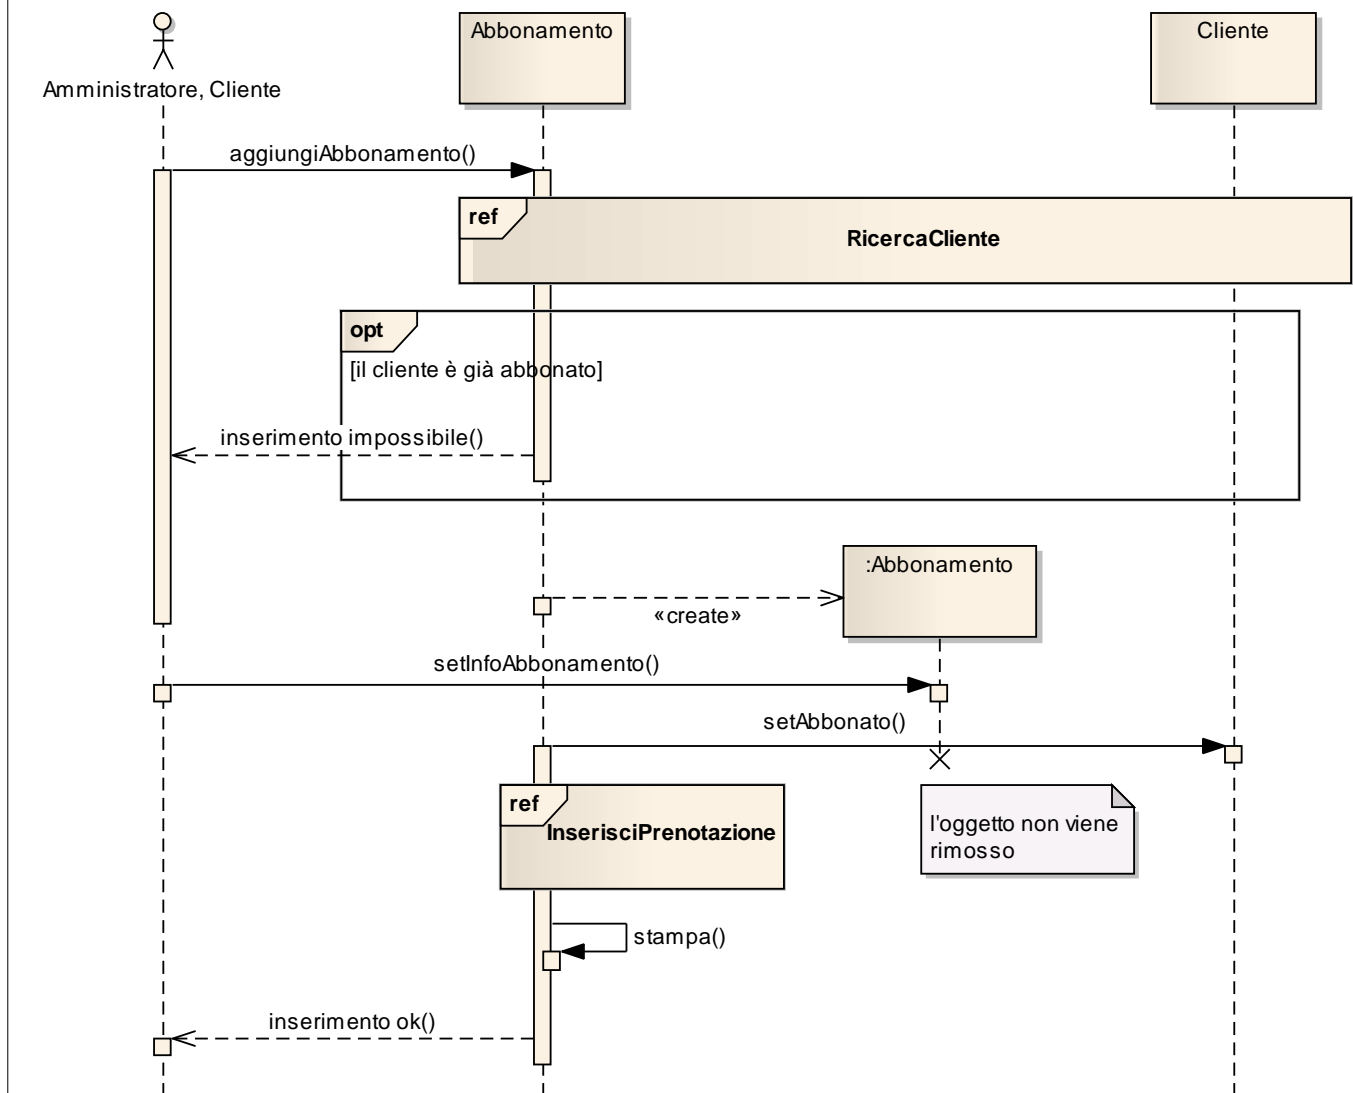 Abbonamento
Cliente
Amministratore, Cliente
aggiungiAbbonamento()
ref
RicercaCliente
opt
[il cliente è già abbonato]
inserimento impossibile()
:Abbonamento
«create»
setInfoAbbonamento()
setAbbonato()
ref
InserisciPrenotazione
l'oggetto non viene
rimosso
stampa()
inserimento ok()